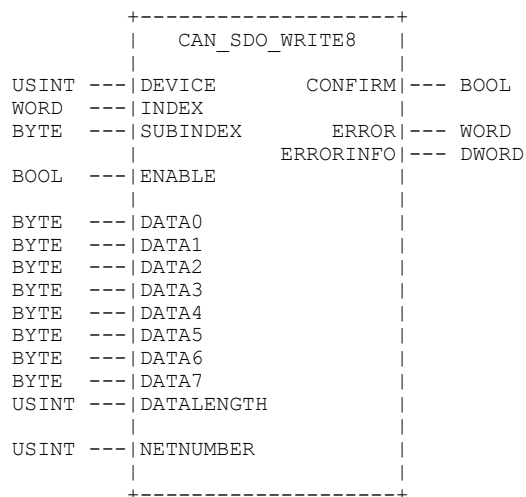 CAN_SDO_WRITE8
USINT ---|DEVICE CONFIRM|--- BOOL
WORD ---|INDEX
BYTE ---|SUBINDEX ERROR|--- WORD
ERRORINFO|--- DWORD
BOOL ---|ENABLE
BYTE ---|DATA0
BYTE ---|DATA1
BYTE ---|DATA2
BYTE ---|DATA3
BYTE ---|DATA4
BYTE ---|DATA5
BYTE ---|DATA6
BYTE ---|DATA7
USINT ---|DATALENGTH
USINT ---|NETNUMBER